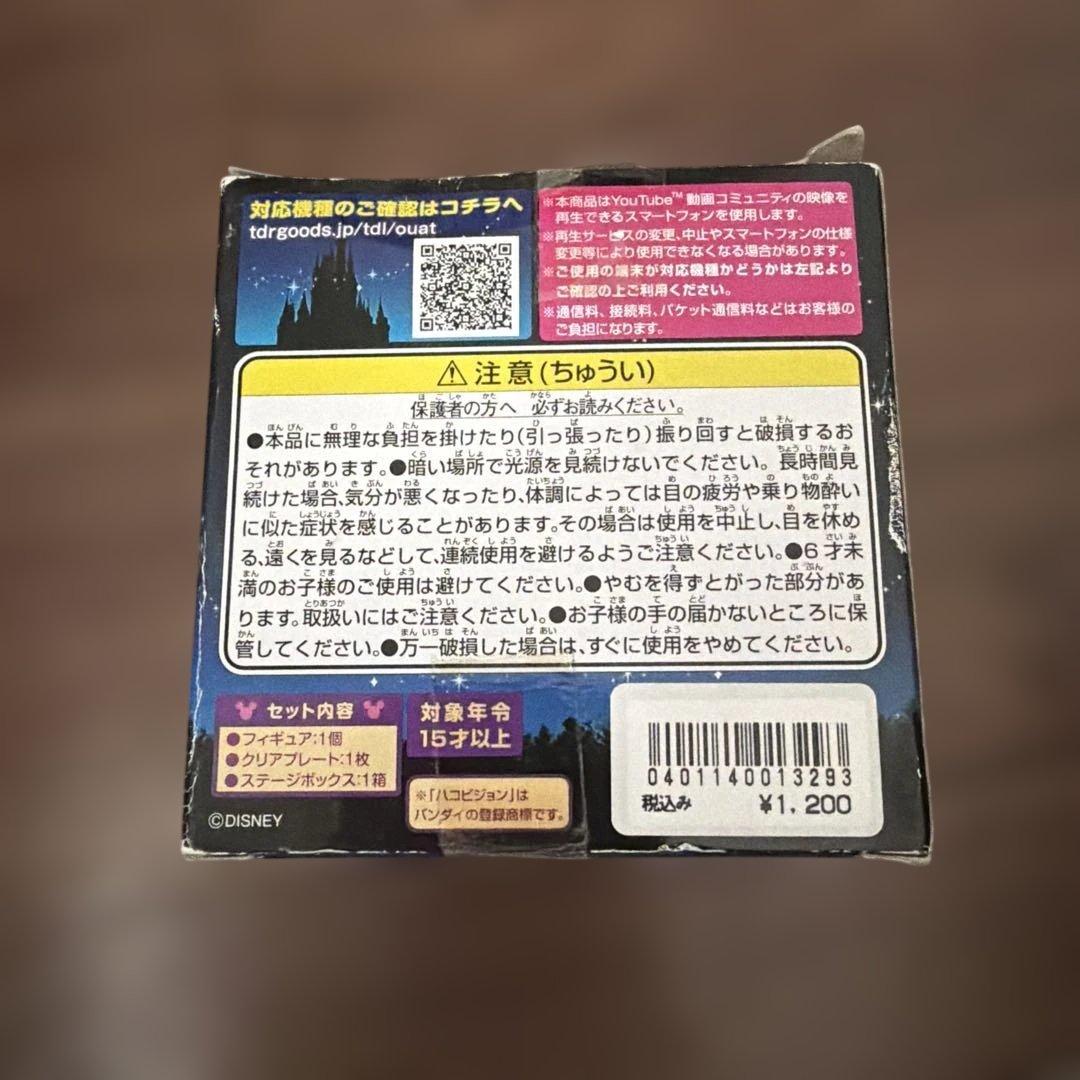 対応機種のご確認はコチラへ
tdrgoods.jp/tdl/ouat
※本商品はYouTube™ 動画コミュニティの映像を
再生できるスマートフォンを使用します。
※再生サービスの変更、中止やスマートフォンの仕様
変更等により使用できなくなる場合があります。
※ご使用の端末が対応機種かどうかは左記より
ご確認の上ご利用ください。
※通信料、接続料、パケット通信料などはお客様の
ご負担になります。
⚠注意(ちゅうい)
保護者の方へ 必ずお読みください。
●本品に無理な負担を掛けたり(引っ張ったり)振り回すと破損するお
それがあります。●暗い場所で光源を見続けないでください。長時間見
続けた場合、気分が悪くなったり、体調によっては目の疲労や乗り物酔い
に似た症状を感じることがあります。その場合は使用を中止し、目を休め
る、遠くを見るなどして、連続使用を避けるようご注意ください。●6才未
満のお子様のご使用は避けてください。●やむを得ずとがった部分があ
ります。取扱いにはご注意ください。●お子様の手の届かないところに保
管してください。●万一破損した場合は、すぐに使用をやめてください。
セット内容
●フィギュア:1個
●クリアプレート:1枚
●ステージボックス:1箱
対象年令
15才以上
※「ハコビジョン」は
バンダイの登録商標です。
©DISNEY
0401140013293
税込み ¥1,200